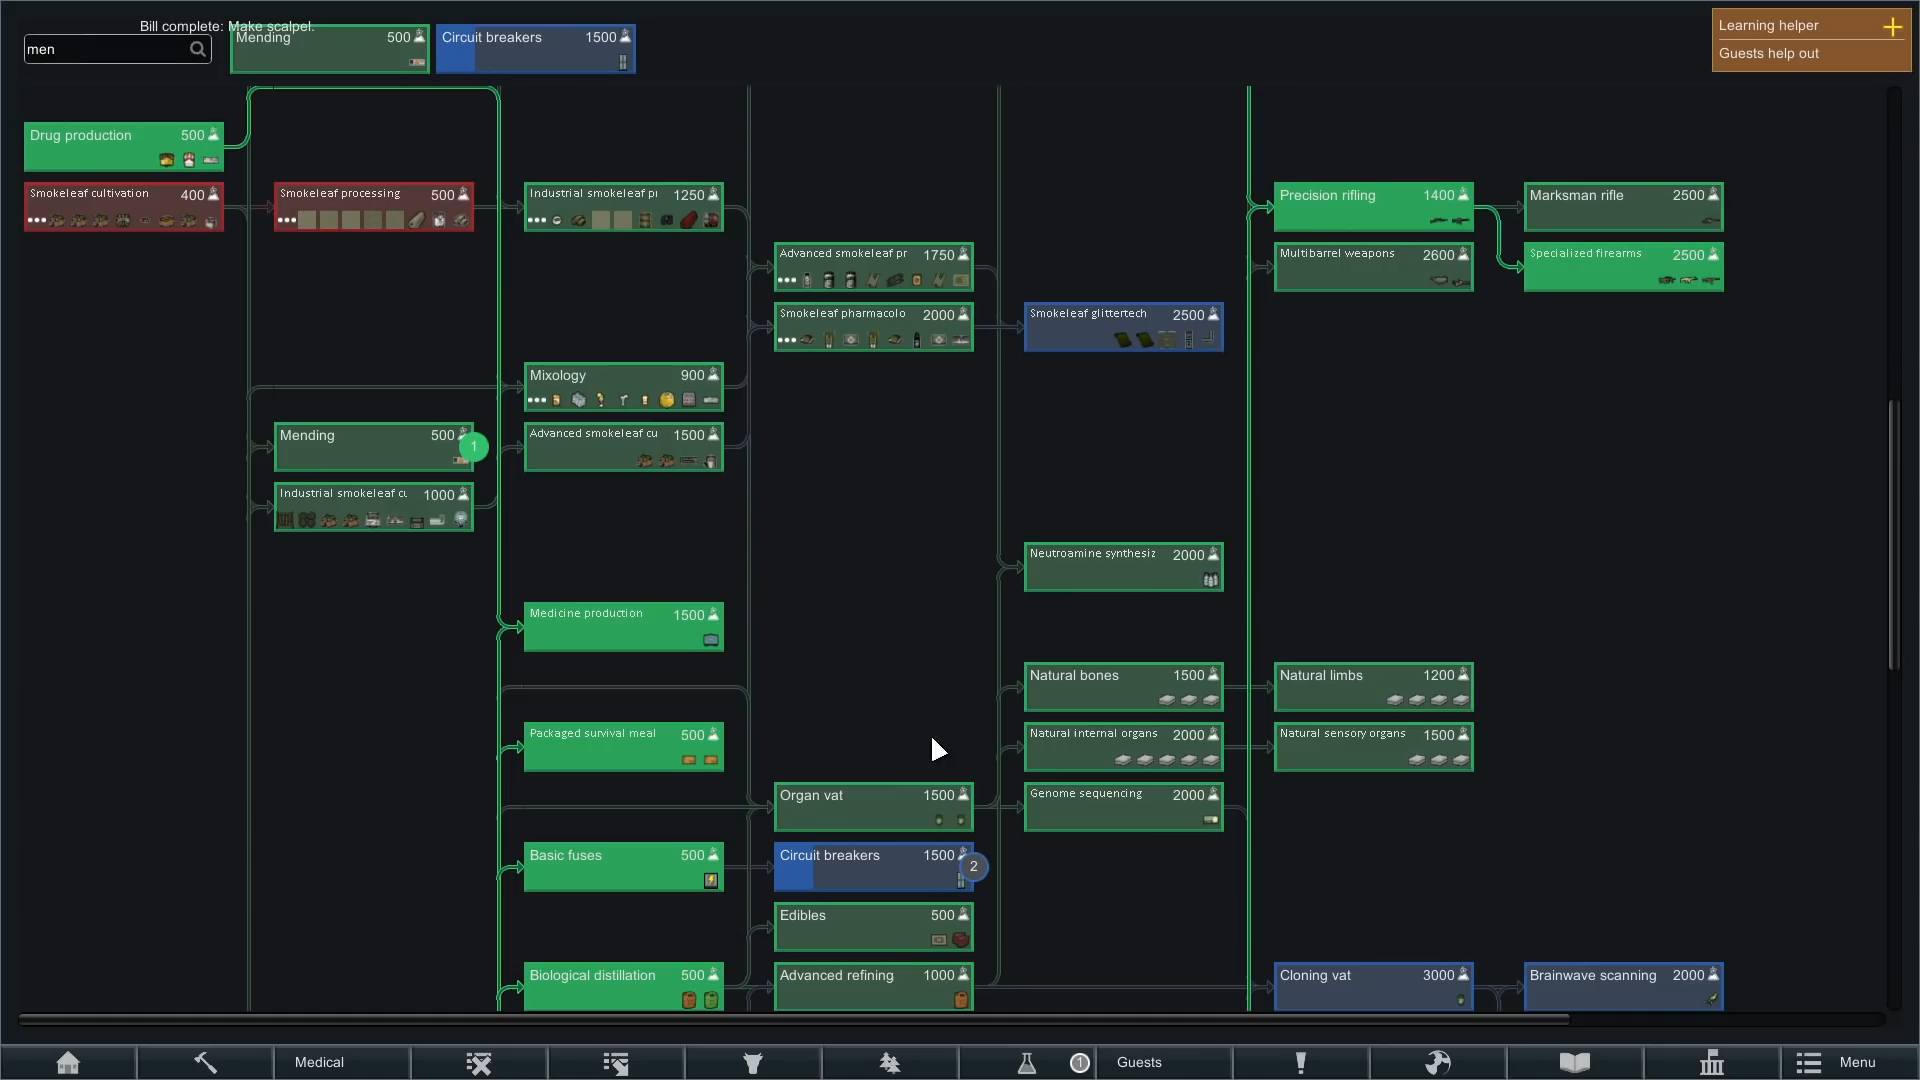 Bill complete: Make scalpel.
men
Mending 500
Circuit breakers 1500
Learning helper
Guests help out
Drug production 500
Smokeleaf cultivation 400
Smokeleaf processing 500
Industrial smokeleaf pr 1250
Precision rifling 1400
Marksman rifle 2500
Advanced smokeleaf pr 1750
Multibarrel weapons 2600
Specialized firearms 2500
Smokeleaf pharmacolo 2000
Smokeleaf glittertech 2500
Mixology 900
Mending 500
1
Advanced smokeleaf cu 1500
Industrial smokeleaf cu 1000
Neutroamine synthesiz 2000
Medicine production 1500
Natural bones 1500
Natural limbs 1200
Packaged survival meal 500
Natural internal organs 2000
Natural sensory organs 1500
Organ vat 1500
Genome sequencing 2000
Basic fuses 500
Circuit breakers 1500
2
Edibles 500
Biological distillation 500
Advanced refining 1000
Cloning vat 3000
Brainwave scanning 2000
Medical
1
Guests
Menu